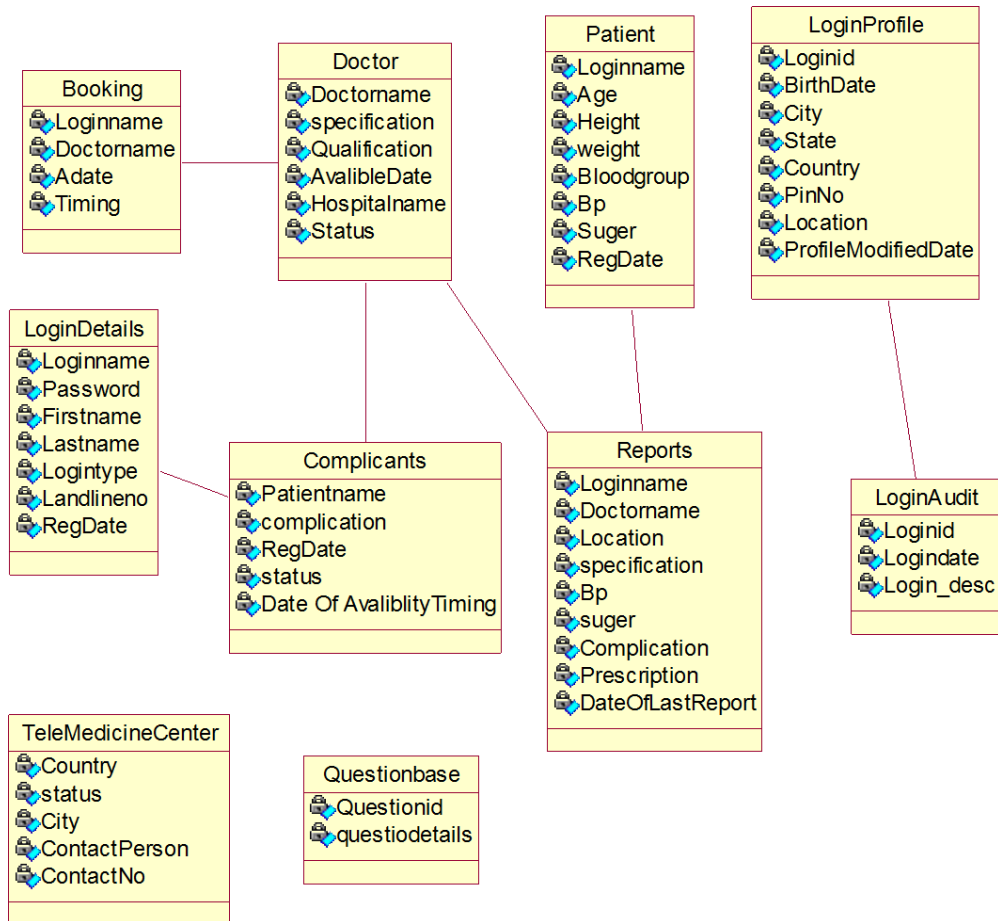 Booking
Loginname
Doctorname
Adate
Timing
Doctor
Doctorname
specification
Qualification
AvalibleDate
Hospitalname
Status
Patient
Loginname
Age
Height
weight
Bloodgroup
Bp
Suger
RegDate
LoginProfile
Loginid
BirthDate
City
State
Country
PinNo
Location
ProfileModifiedDate
LoginDetails
Loginname
Password
Firstname
Lastname
Logintype
Landlineno
RegDate
Complicants
Patientname
complication
RegDate
status
Date Of AvaliblityTiming
Reports
Loginname
Doctorname
Location
specification
Bp
suger
Complication
Prescription
DateOfLastReport
LoginAudit
Loginid
Logindate
Login_desc
TeleMedicineCenter
Country
status
City
ContactPerson
ContactNo
Questionbase
Questionid
questiodetails